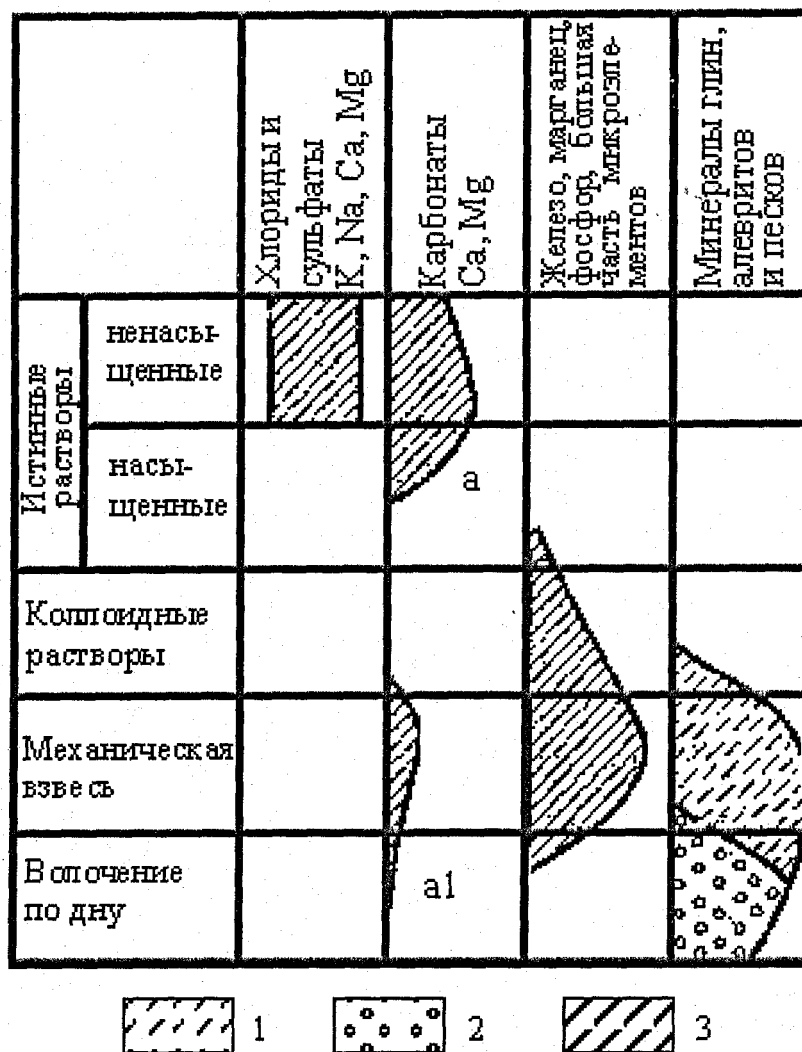 Хлориды и
сульфаты
K, Na, Ca, Mg
Карбонаты
Ca, Mg
Железо, марганец,
фосфор, большая
часть микроэле-
ментов
Минералы глин,
алевритов
и песков
Истинные
растворы
ненасы-
щенные
насы-
щенные
а
Коллоидные
растворы
Механическая
взвесь
Волочение
по дну
а1
1
2
3